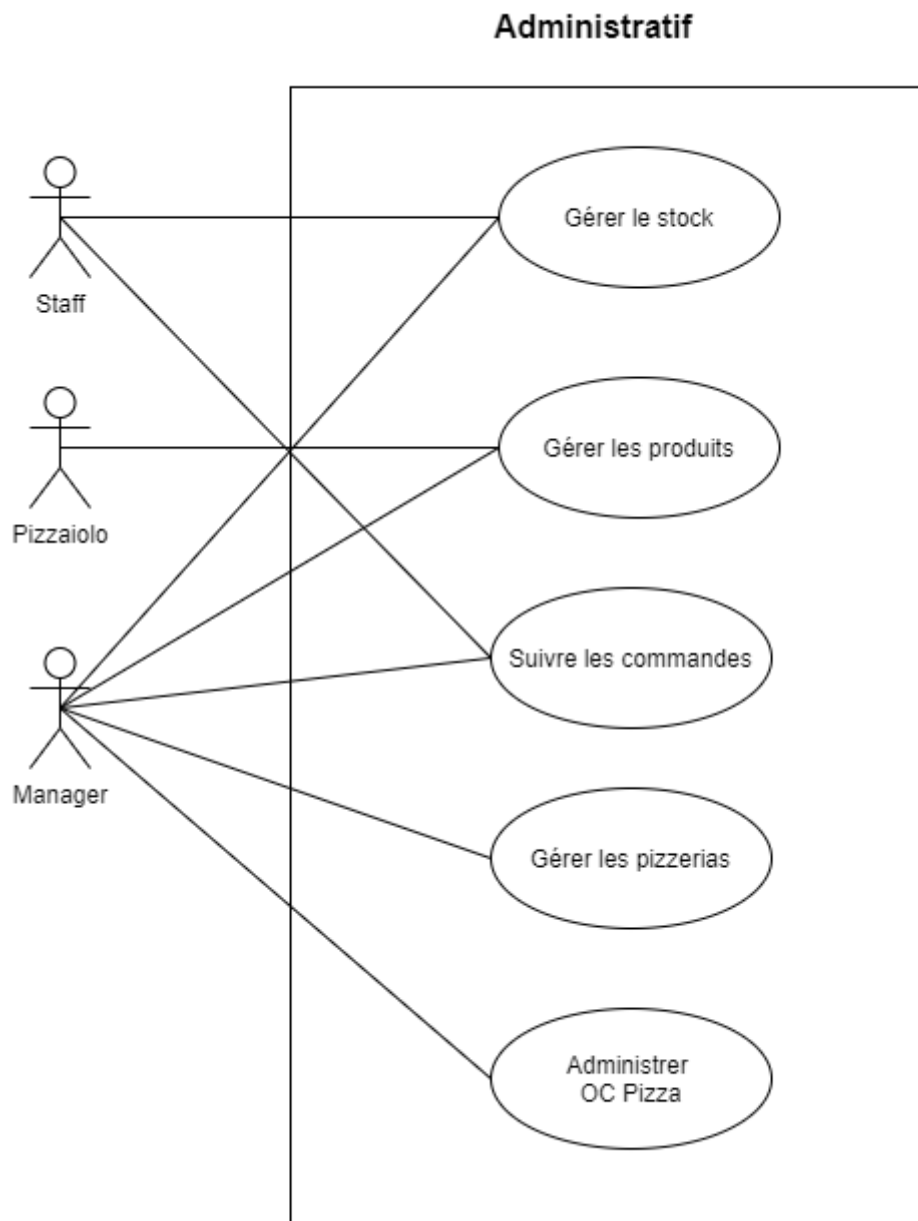 Administratif
Staff
Gérer le stock
Pizzaiolo
Gérer les produits
Manager
Suivre les commandes
Gérer les pizzerias
Administrer
OC Pizza